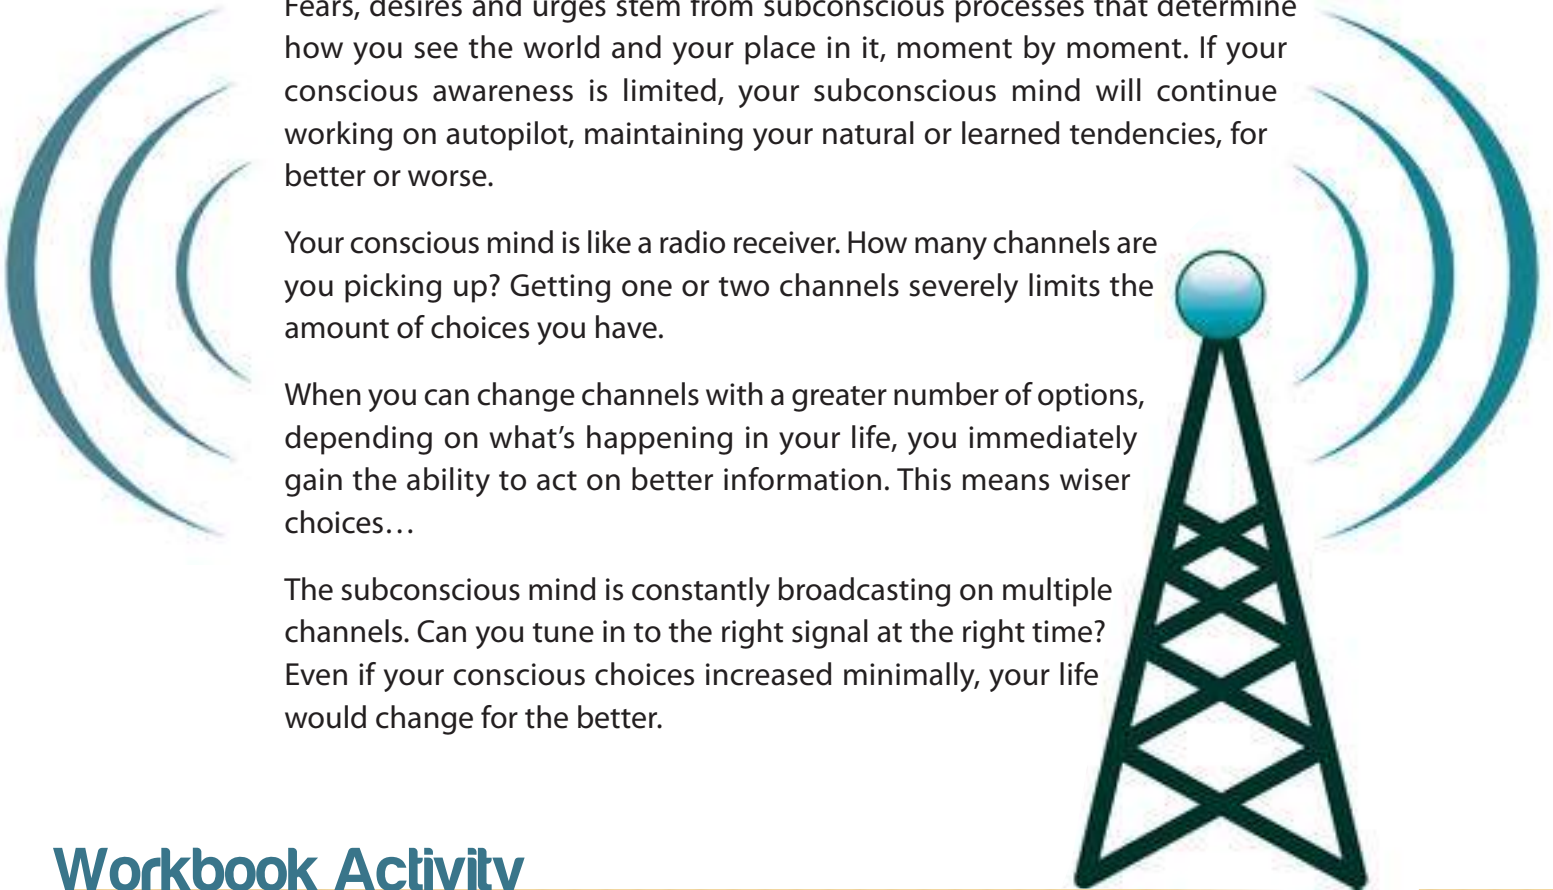 Fears, desires and urges stem from subconscious processes that determine
how you see the world and your place in it, moment by moment. If your
conscious awareness is limited, your subconscious mind will continue
working on autopilot, maintaining your natural or learned tendencies, for
better or worse.
Your conscious mind is like a radio receiver. How many channels are
you picking up? Getting one or two channels severely limits the
amount of choices you have.
When you can change channels with a greater number of options,
depending on what’s happening in your life, you immediately
gain the ability to act on better information. This means wiser
choices…
The subconscious mind is constantly broadcasting on multiple
channels. Can you tune in to the right signal at the right time?
Even if your conscious choices increased minimally, your life
would change for the better.
Workbook Activity